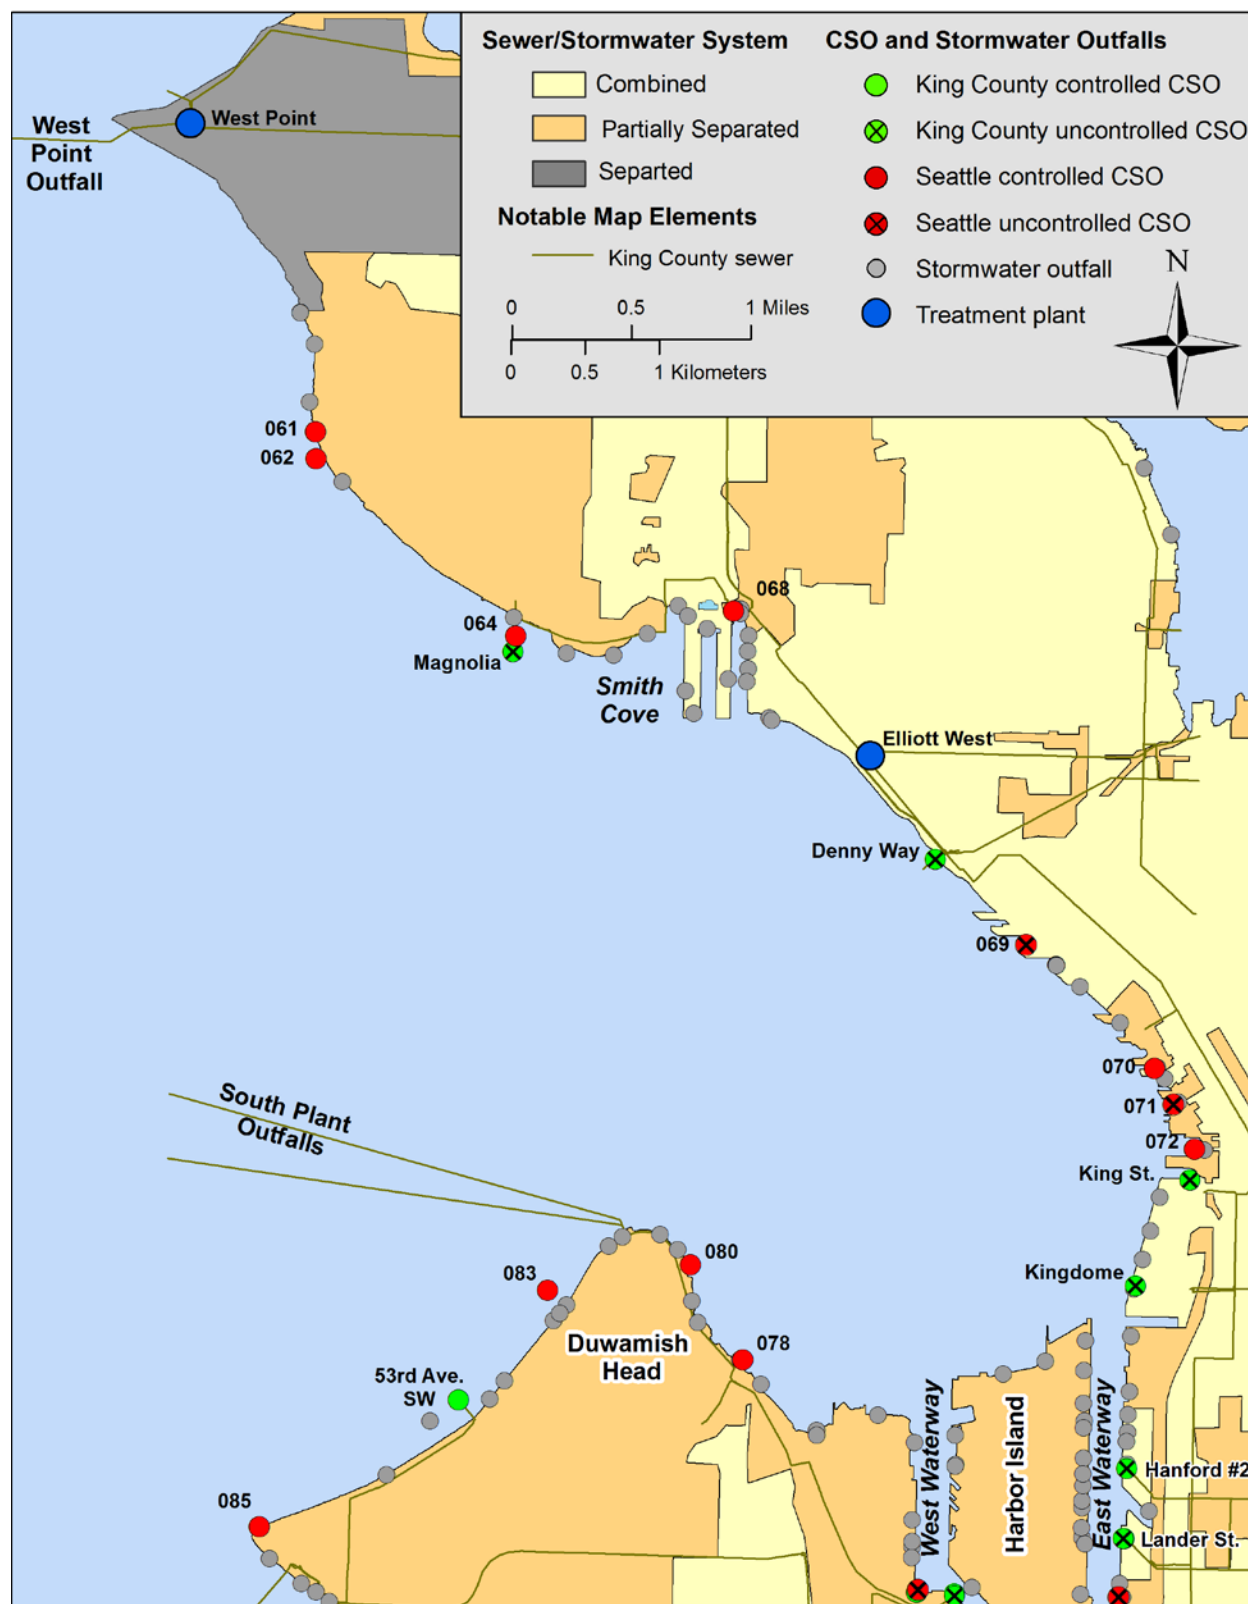 Sewer/Stormwater System
Combined
Partially Separated
Separted
Notable Map Elements
King County sewer
0 0.5 1 Miles
0 0.5 1 Kilometers
CSO and Stormwater Outfalls
King County controlled CSO
King County uncontrolled CSO
Seattle controlled CSO
Seattle uncontrolled CSO
Stormwater outfall
Treatment plant
N
West Point
West
Point
Outfall
061
062
068
064
Magnolia
Smith
Cove
Elliott West
Denny Way
069
070
071
072
King St.
South Plant
Outfalls
080
083
Kingdome
Duwamish
Head
078
53rd Ave.
SW
West Waterway
Harbor Island
East Waterway
Hanford #2
085
Lander St.